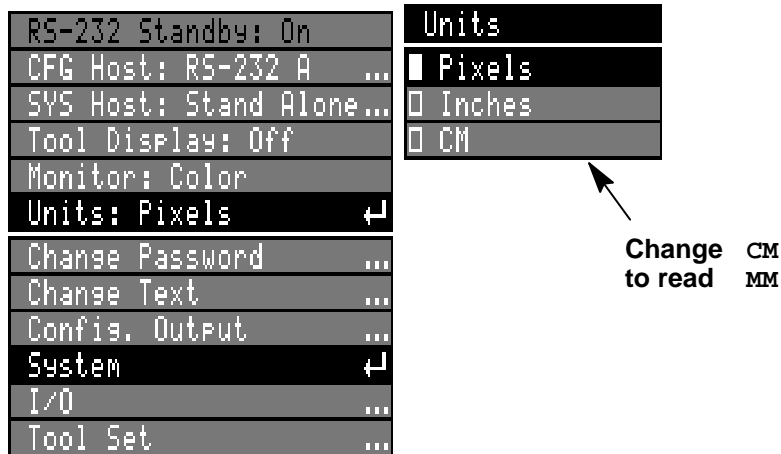 RS-232 Standby: On
CFG Host: RS-232 A ...
SYS Host: Stand Alone...
Tool Display: Off
Monitor: Color
Units: Pixels ↵
Change Password ...
Change Text ...
Config. Output ...
System ↵
I/O ...
Tool Set ...
Units
Pixels
Inches
CM
Change CM
to read MM